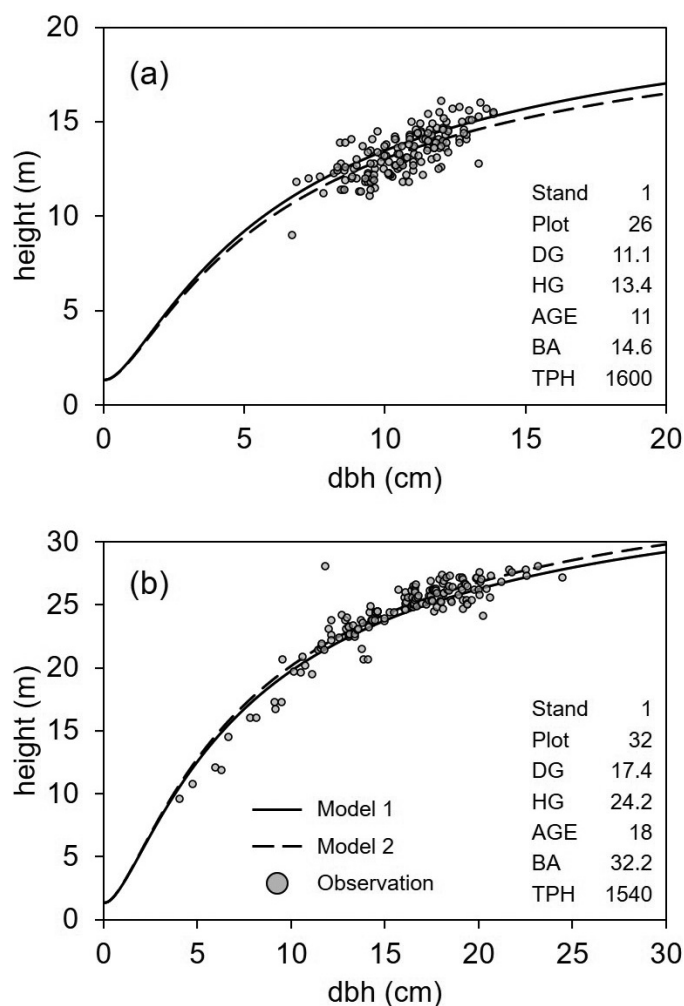 20
15
10
5
0
height (m)
(a)
Stand 1
Plot 26
DG 11.1
HG 13.4
AGE 11
BA 14.6
TPH 1600
0 5 10 15 20
dbh (cm)
30
25
20
15
10
5
0
height (m)
(b)
Stand 1
Plot 32
DG 17.4
HG 24.2
AGE 18
BA 32.2
TPH 1540
Model 1
Model 2
Observation
0 5 10 15 20 25 30
dbh (cm)